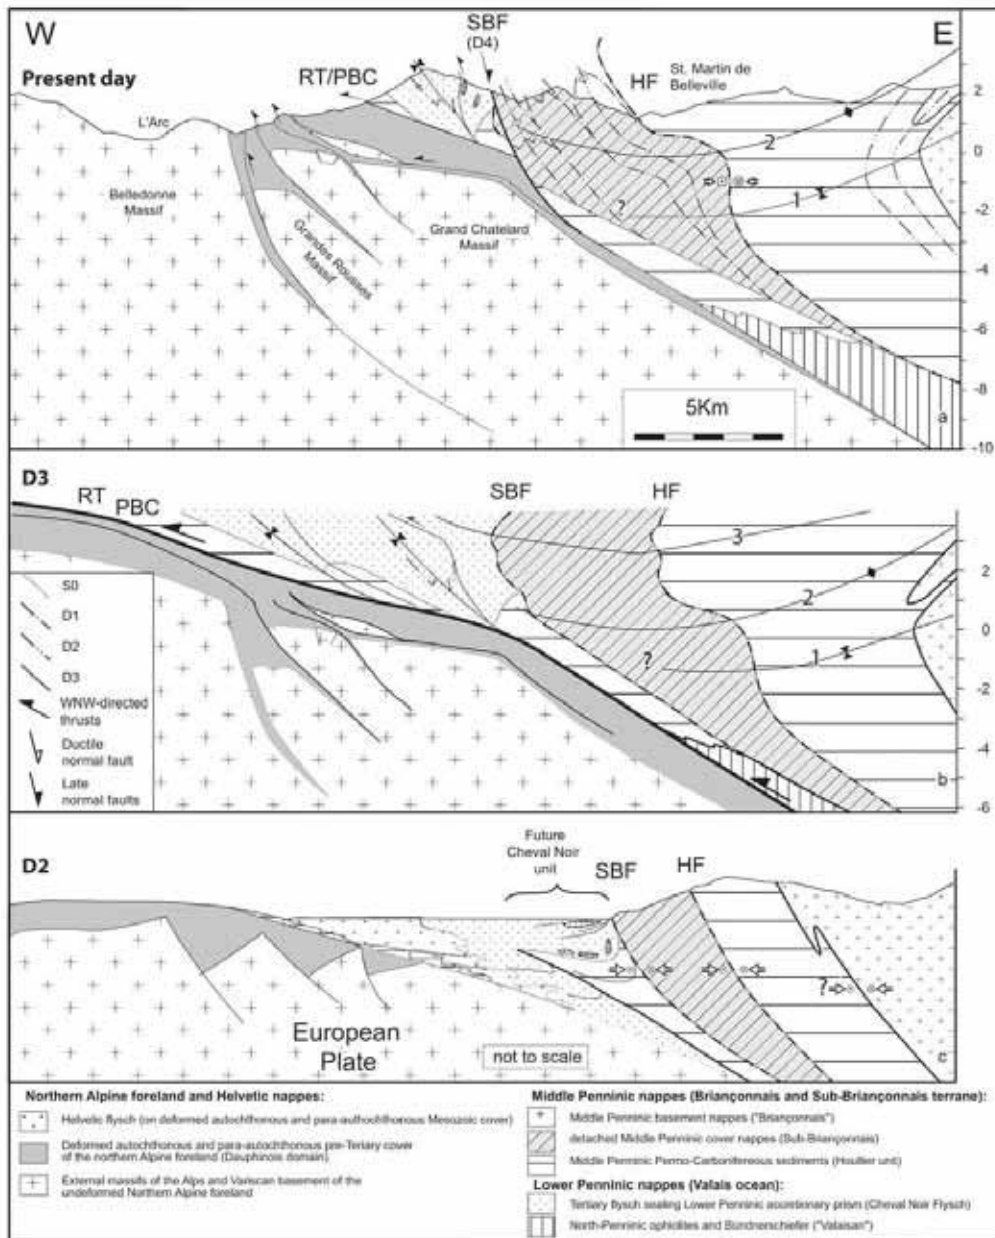 W
E
Present day
SBF
(D4)
RT/PBC
HF
St. Martin de
Belleville
L'Arc
Belledonne
Massif
Grandes Rousses
Massif
Grand Chatelard
Massif
?
2
1
2
0
-2
-4
-6
-8
-10
5Km
a
D3
RT
PBC
SBF
HF
3
2
1
?
2
0
-2
-4
-6
b
S0
D1
D2
D3
WNW-directed
thrusts
Ductile
normal fault
Late
normal faults
D2
Future
Cheval Noir
unit
SBF
HF
?
European
Plate
not to scale
c
Northern Alpine foreland and Helvetic nappes:
Helvetic flysch (on deformed autochthonous and para-authochthonous Mesozoic cover)
Deformed autochthonous and para-autochthonous pre-Tertiary cover
of the northern Alpine foreland (Dauphinois domain)
External massifs of the Alps and Variscan basement of the
undeformed Northern Alpine foreland
Middle Penninic nappes (Briançonnais and Sub-Briançonnais terrane):
Middle Penninic basement nappes ("Briançonnais")
detached Middle Penninic cover nappes (Sub-Briançonnais)
Middle Penninic Permo-Carbonifereous sediments (Houiller unit)
Lower Penninic nappes (Valais ocean):
Tertiary flysch sealing Lower Penninic accretionary prism (Cheval Noir Flysch)
North-Penninic ophiolites and Bündnerschiefer ("Valaisan")